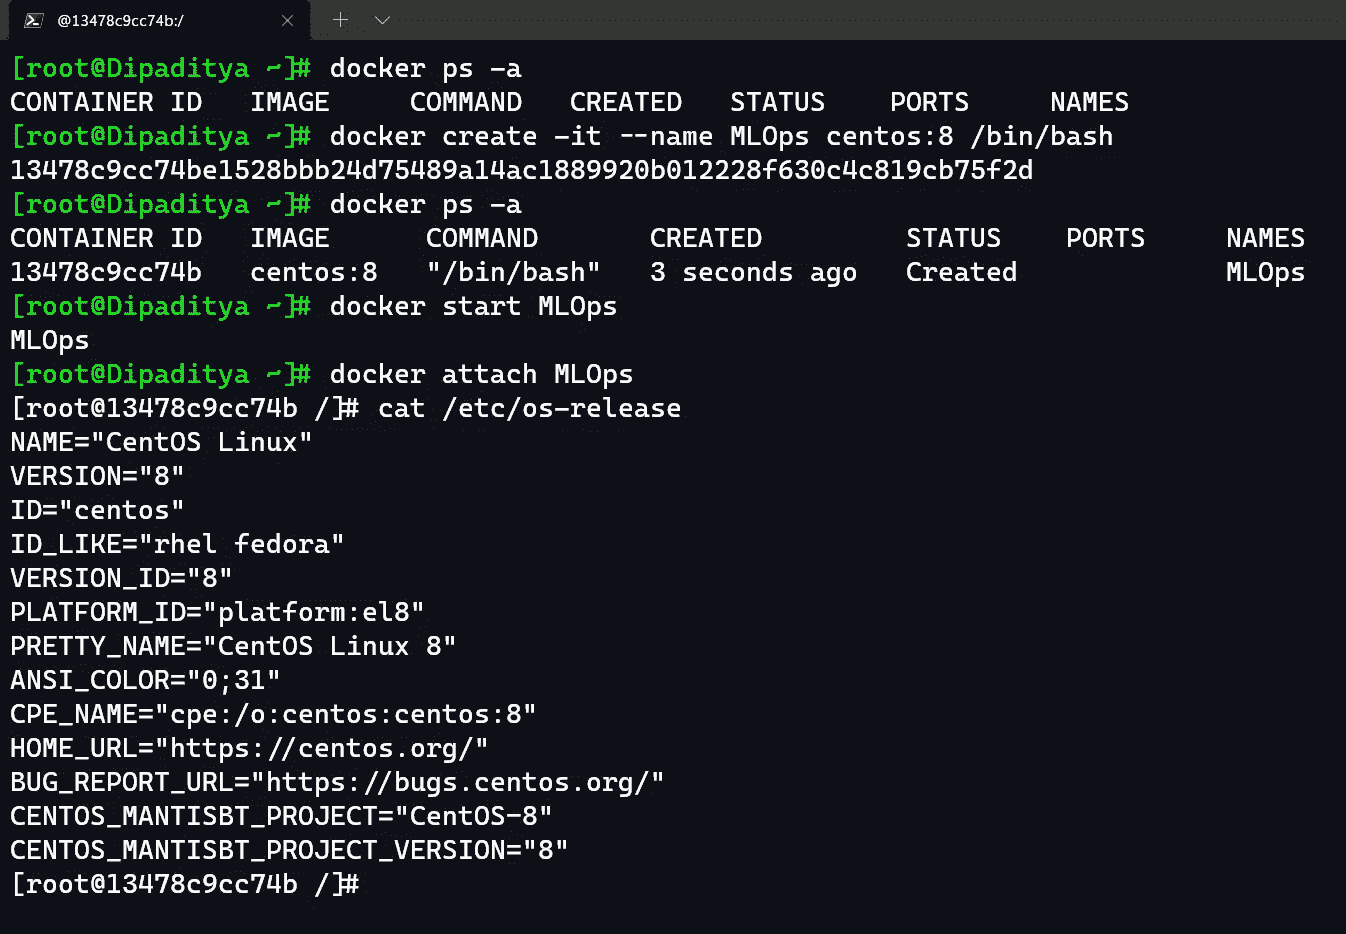 @13478c9cc74b:/
[root@Dipaditya ~]# docker ps -a
CONTAINER ID   IMAGE     COMMAND   CREATED   STATUS    PORTS     NAMES
[root@Dipaditya ~]# docker create -it --name MLOps centos:8 /bin/bash
13478c9cc74be1528bbb24d75489a14ac1889920b012228f630c4c819cb75f2d
[root@Dipaditya ~]# docker ps -a
CONTAINER ID   IMAGE      COMMAND       CREATED         STATUS    PORTS     NAMES
13478c9cc74b   centos:8   "/bin/bash"   3 seconds ago   Created             MLOps
[root@Dipaditya ~]# docker start MLOps
MLOps
[root@Dipaditya ~]# docker attach MLOps
[root@13478c9cc74b /]# cat /etc/os-release
NAME="CentOS Linux"
VERSION="8"
ID="centos"
ID_LIKE="rhel fedora"
VERSION_ID="8"
PLATFORM_ID="platform:el8"
PRETTY_NAME="CentOS Linux 8"
ANSI_COLOR="0;31"
CPE_NAME="cpe:/o:centos:centos:8"
HOME_URL="https://centos.org/"
BUG_REPORT_URL="https://bugs.centos.org/"
CENTOS_MANTISBT_PROJECT="CentOS-8"
CENTOS_MANTISBT_PROJECT_VERSION="8"
[root@13478c9cc74b /]#